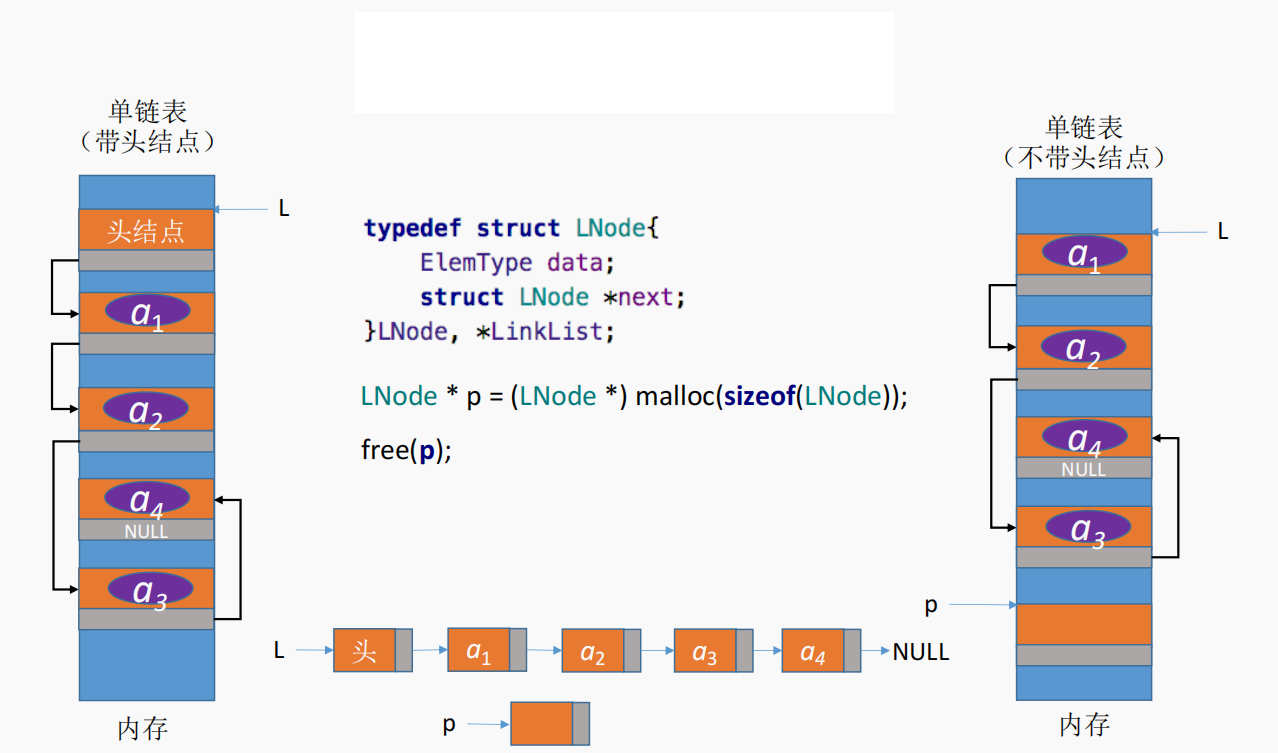 单链表
（带头结点）
L
头结点
a1
a2
a4
NULL
a3
内存
typedef struct LNode{
    ElemType data;
    struct LNode *next;
}LNode, *LinkList;
LNode * p = (LNode *) malloc(sizeof(LNode));
free(p);
L 头 a1 a2 a3 a4 NULL
p
单链表
（不带头结点）
L
a1
a2
a4
NULL
a3
p
内存